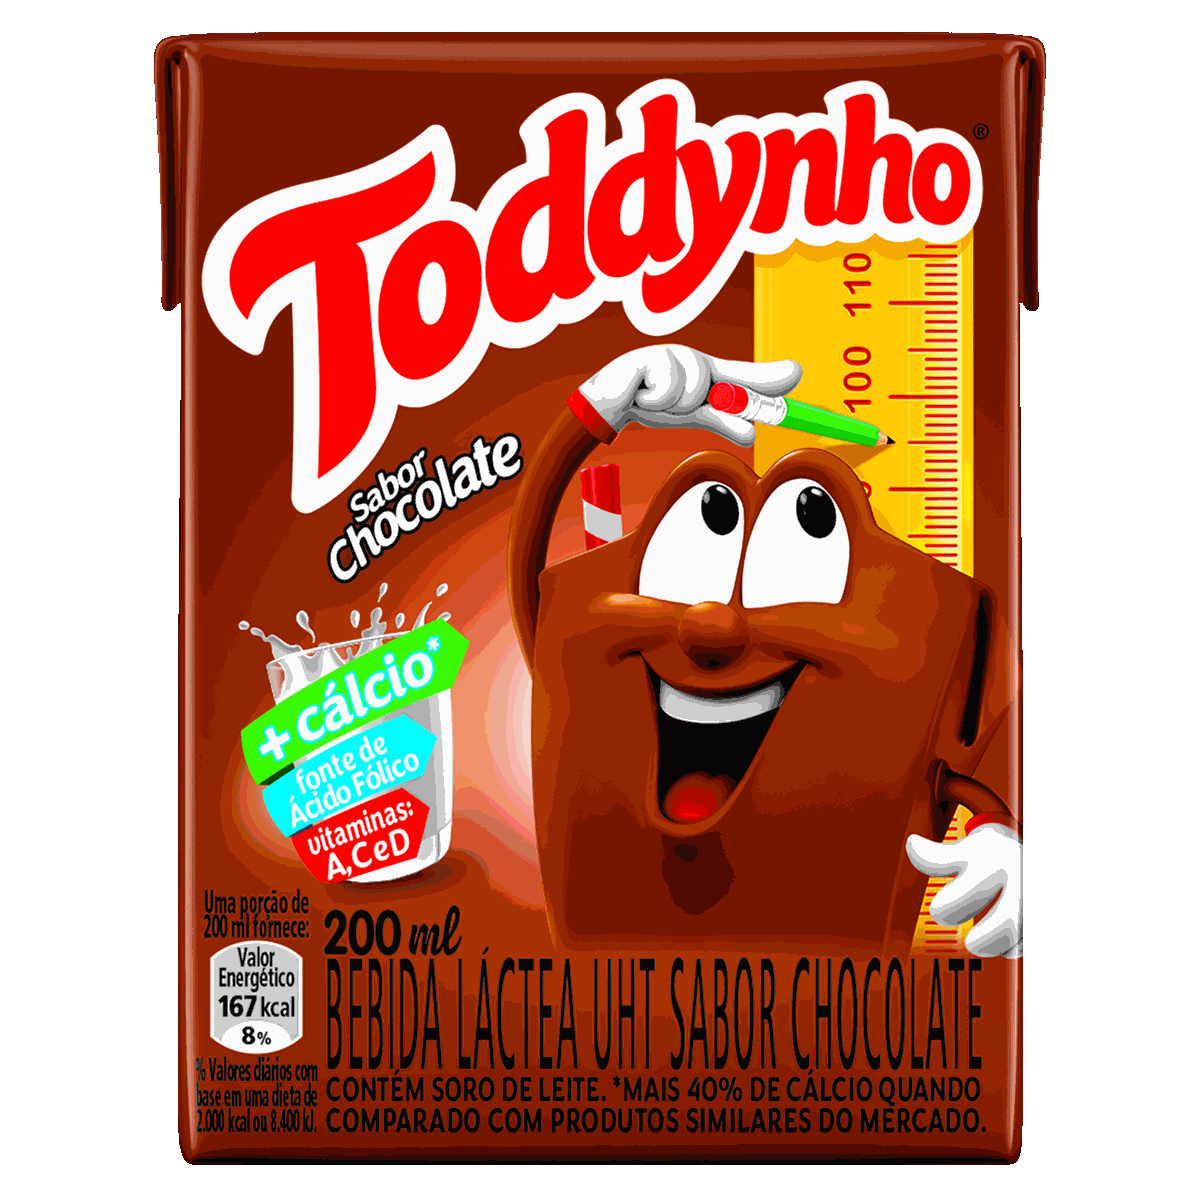 Toddynho®
110
100
Sabor
chocolate
+ cálcio*
fonte de
Ácido Fólico
vitaminas:
A, C e D
Uma porção de
200 ml fornece:
Valor
Energético
167 kcal
8%
% Valores diários com
base em uma dieta de
2.000 kcal ou 8.400 kJ.
200 ml
BEBIDA LÁCTEA UHT SABOR CHOCOLATE
CONTÉM SORO DE LEITE. *MAIS 40% DE CÁLCIO QUANDO
COMPARADO COM PRODUTOS SIMILARES DO MERCADO.